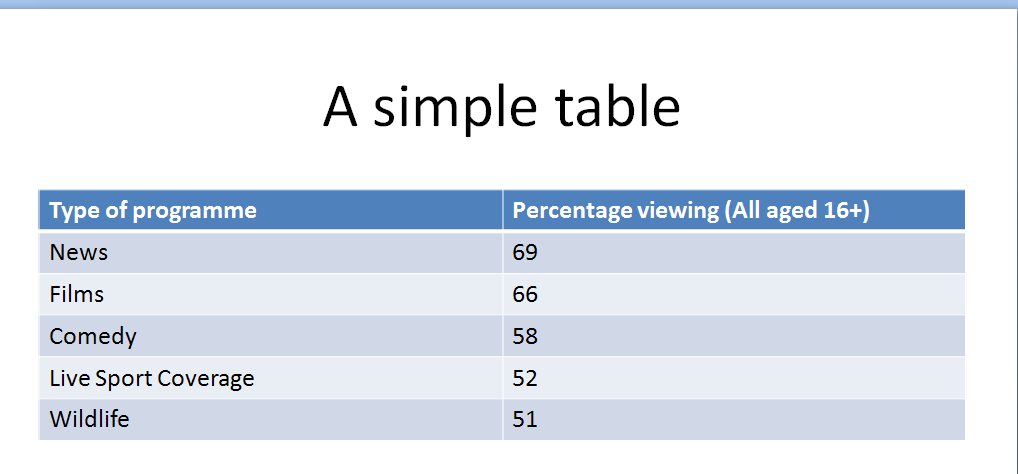 A simple table
Type of programme Percentage viewing (All aged 16+)
News 69
Films 66
Comedy 58
Live Sport Coverage 52
Wildlife 51